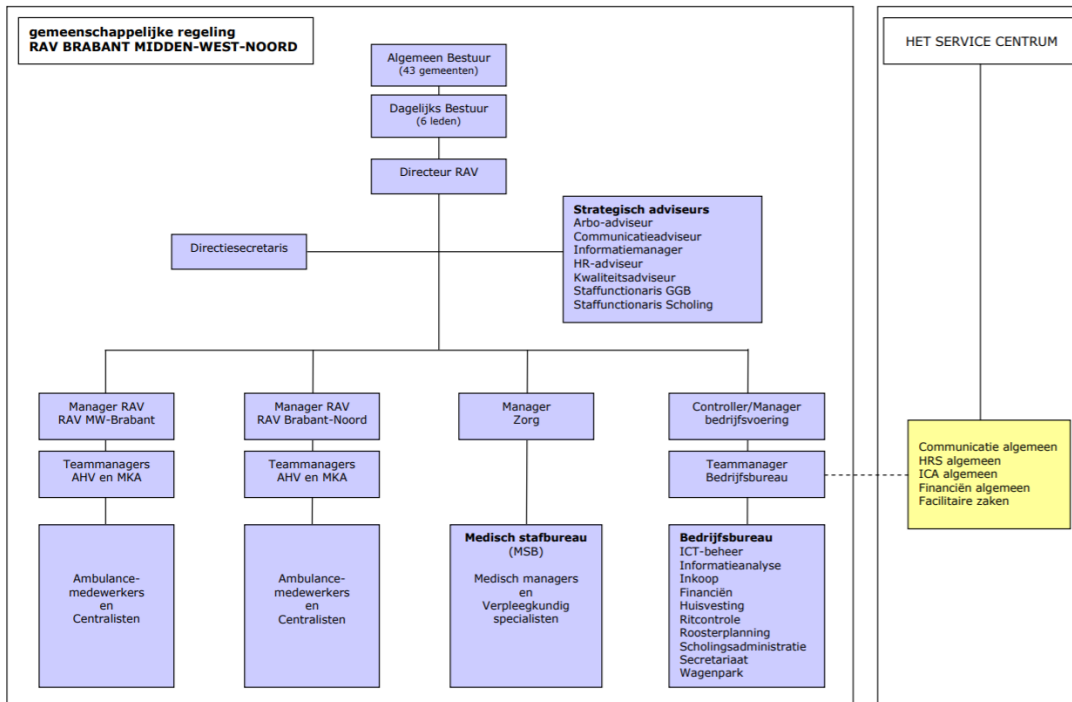 gemeenschappelijke regeling
RAV BRABANT MIDDEN-WEST-NOORD
HET SERVICE CENTRUM
Algemeen Bestuur
(43 gemeenten)
Dagelijks Bestuur
(6 leden)
Directeur RAV
Directiesecretaris
Strategisch adviseurs
Arbo-adviseur
Communicatieadviseur
Informatiemanager
HR-adviseur
Kwaliteitsadviseur
Staffunctionaris GGB
Staffunctionaris Scholing
Manager RAV
RAV MW-Brabant
Manager RAV
RAV Brabant-Noord
Manager
Zorg
Controller/Manager
bedrijfsvoering
Teammanagers
AHV en MKA
Teammanagers
AHV en MKA
Teammanager
Bedrijfsbureau
Communicatie algemeen
HRS algemeen
ICA algemeen
Financiën algemeen
Facilitaire zaken
Ambulance-
medewerkers
en
Centralisten
Ambulance-
medewerkers
en
Centralisten
Medisch stafbureau
(MSB)
Medisch managers
en
Verpleegkundig
specialisten
Bedrijfsbureau
ICT-beheer
Informatieanalyse
Inkoop
Financiën
Huisvesting
Ritcontrole
Roosterplanning
Scholingsadministratie
Secretariaat
Wagenpark